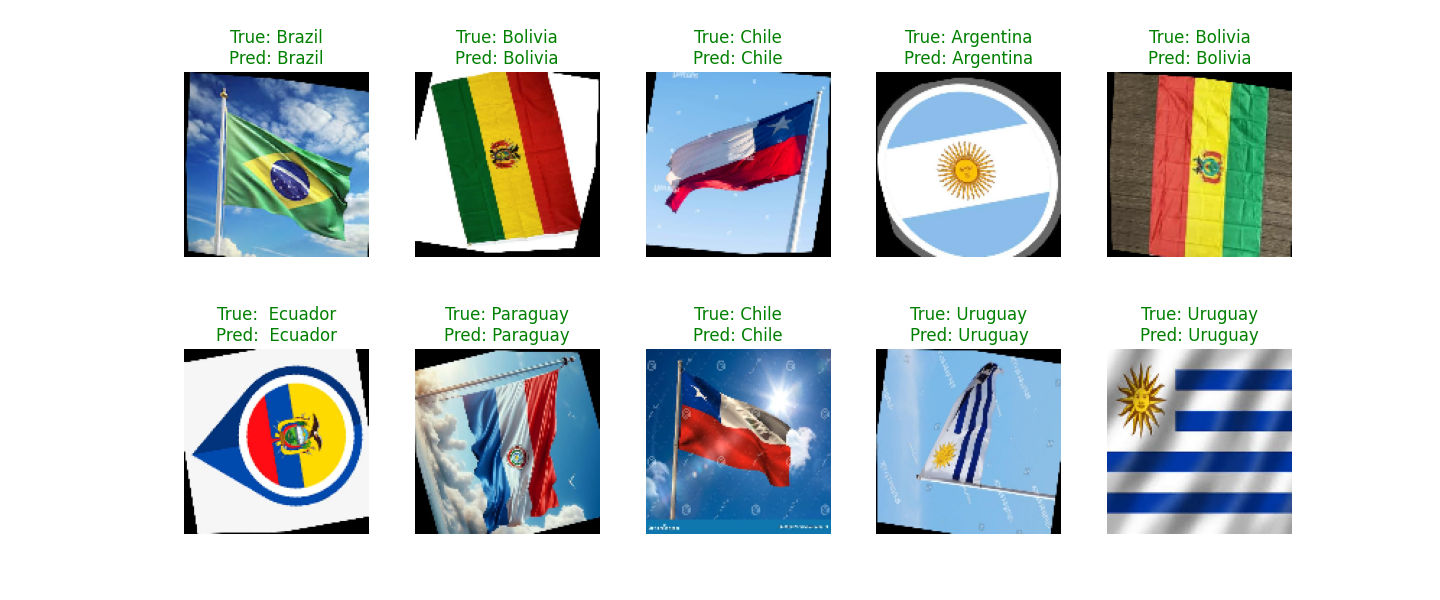 True: Brazil
Pred: Brazil
True: Bolivia
Pred: Bolivia
True: Chile
Pred: Chile
True: Argentina
Pred: Argentina
True: Bolivia
Pred: Bolivia
True:  Ecuador
Pred:  Ecuador
True: Paraguay
Pred: Paraguay
True: Chile
Pred: Chile
True: Uruguay
Pred: Uruguay
True: Uruguay
Pred: Uruguay